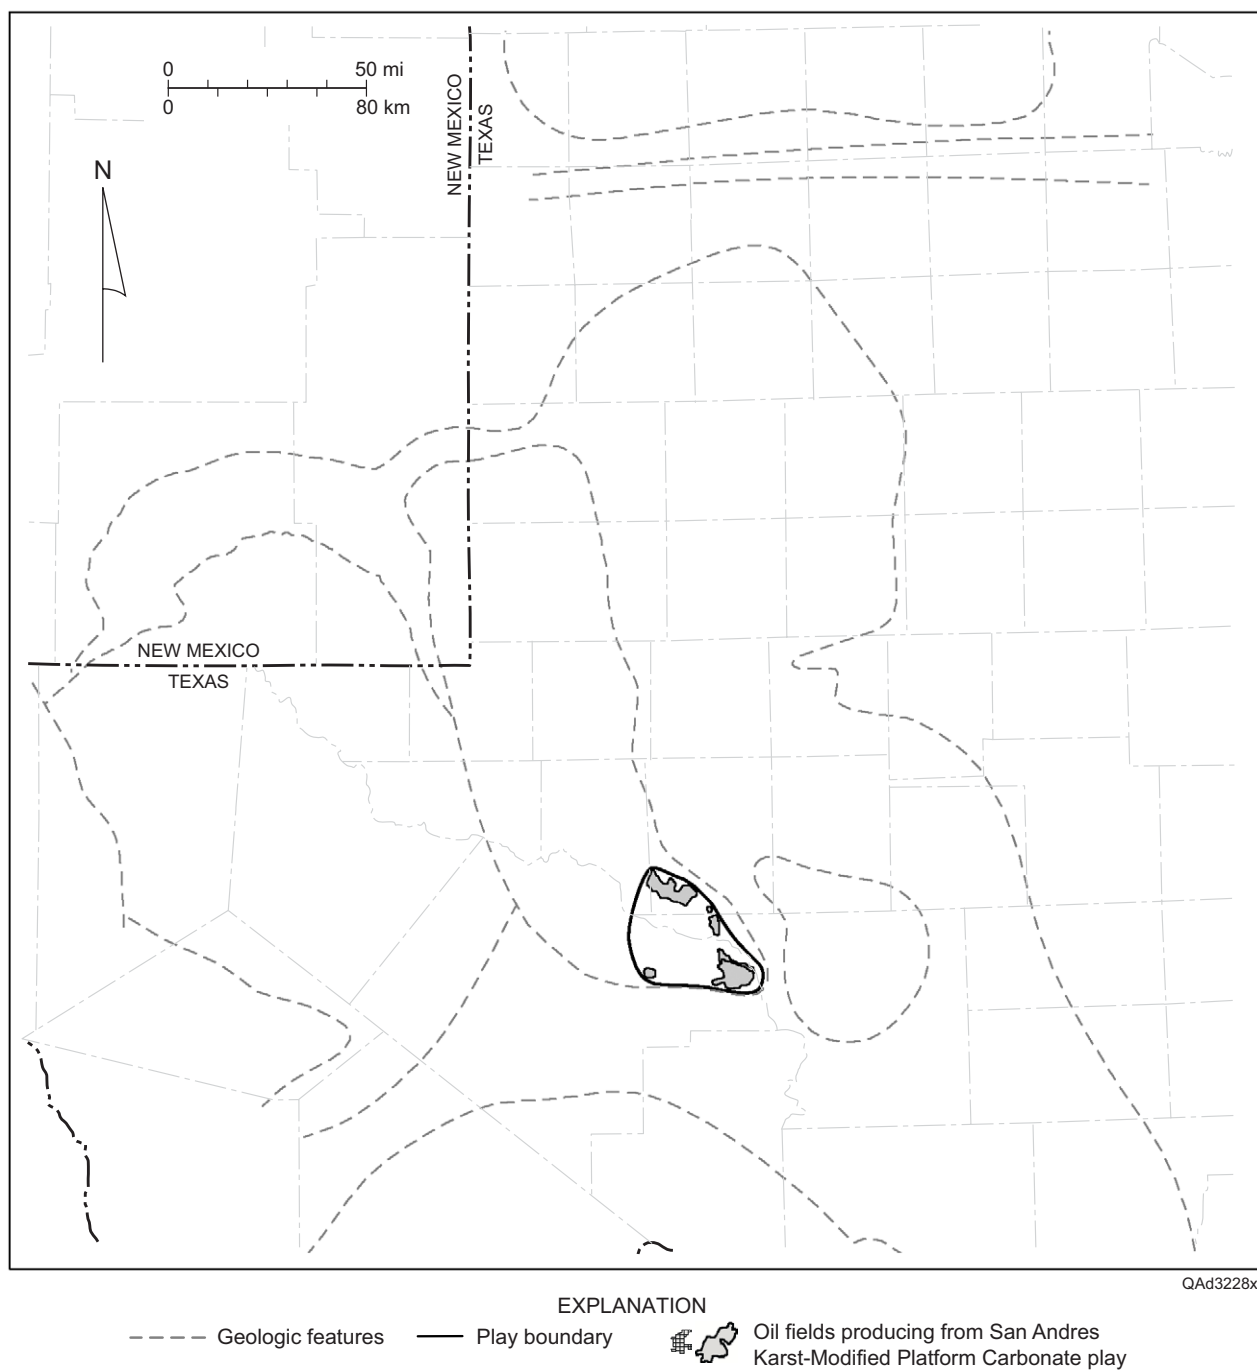 0 50 mi
0 80 km
NEW MEXICO
TEXAS
N
NEW MEXICO
TEXAS
QAd3228x
EXPLANATION
Geologic features
Play boundary
Oil fields producing from San Andres
Karst-Modified Platform Carbonate play